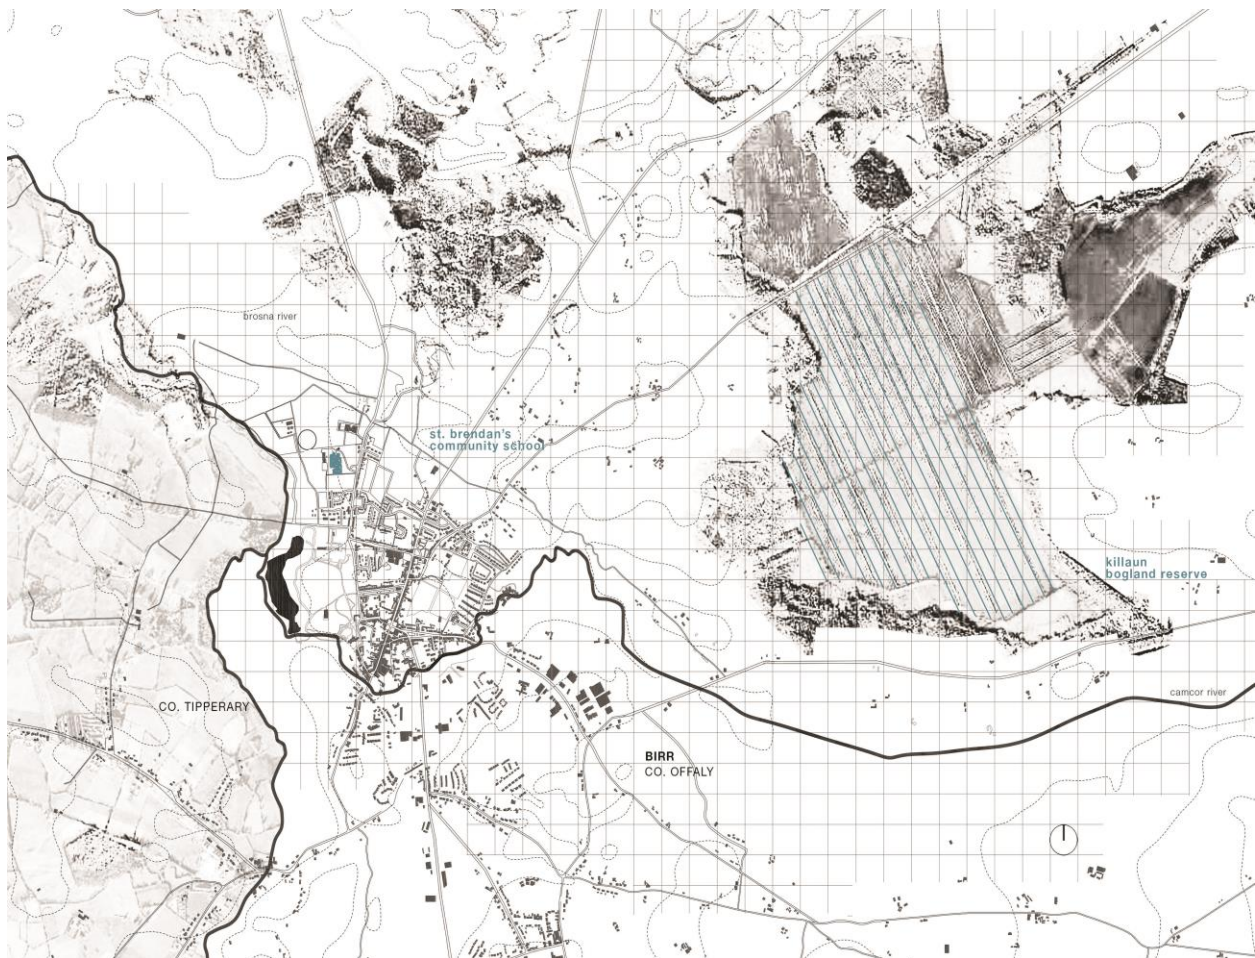 brosna river
st. brendan's
community school
killaun
bogland reserve
camcor river
CO. TIPPERARY
BIRR
CO. OFFALY